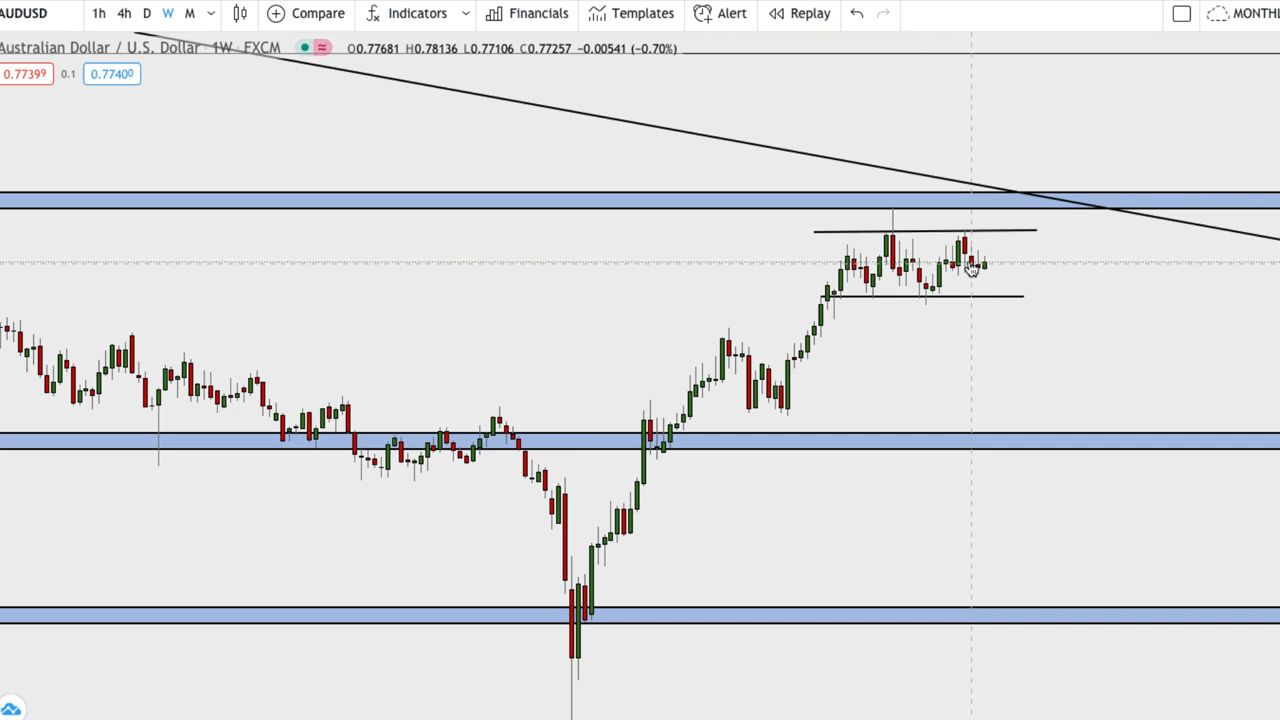 AUDUSD 1h 4h D W M Compare Indicators Financials Templates Alert Replay MONTHL
Australian Dollar / U.S. Dollar · 1W · FXCM O0.77681 H0.78136 L0.77106 C0.77257 −0.00541 (−0.70%)
0.77399 0.1 0.77400